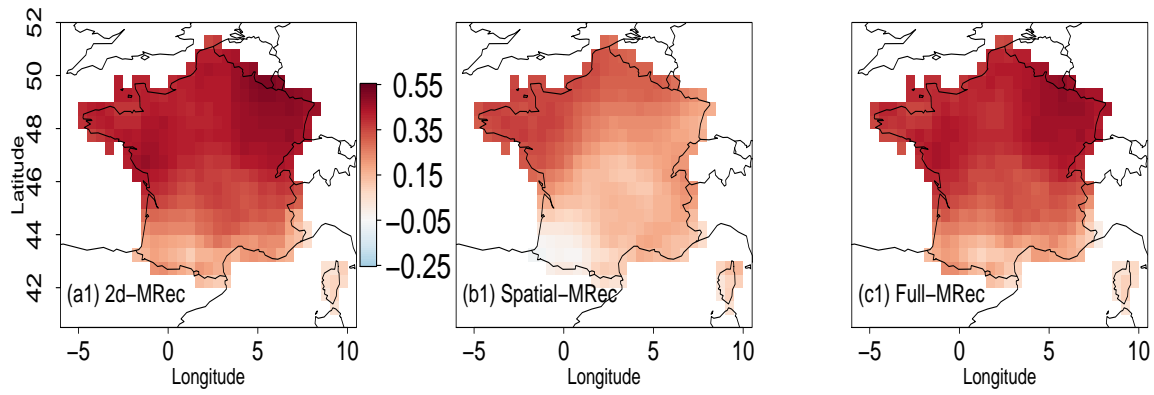 52
50
48
46
44
42
Latitude
(a1) 2d−MRec
−5 0 5 10
Longitude
0.55
0.35
0.15
−0.05
−0.25
(b1) Spatial−MRec
−5 0 5 10
Longitude
(c1) Full−MRec
−5 0 5 10
Longitude